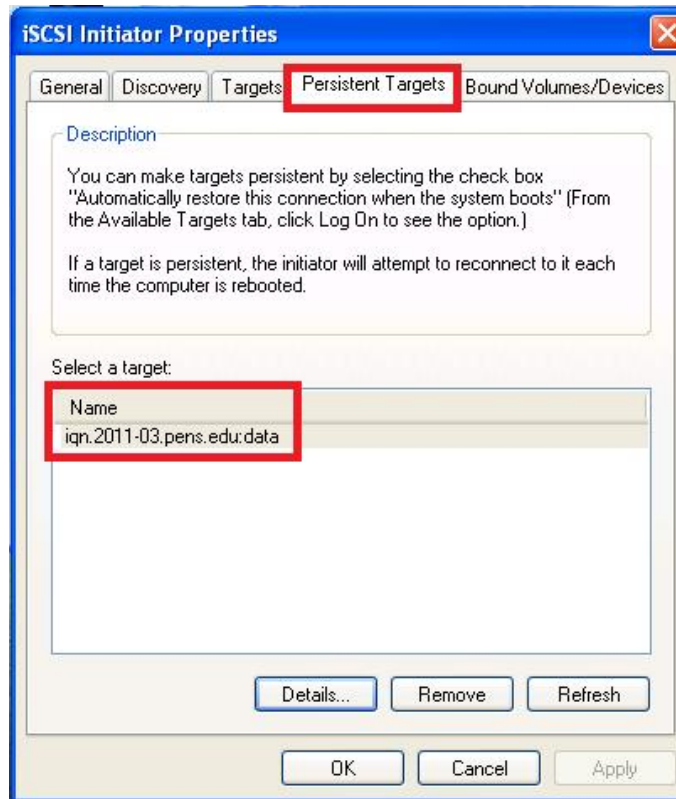 iSCSI Initiator Properties
General Discovery Targets Persistent Targets Bound Volumes/Devices
Description
You can make targets persistent by selecting the check box
"Automatically restore this connection when the system boots" (From
the Available Targets tab, click Log On to see the option.)
If a target is persistent, the initiator will attempt to reconnect to it each
time the computer is rebooted.
Select a target:
Name
iqn.2011-03.pens.edu:data
Details... Remove Refresh
OK Cancel Apply